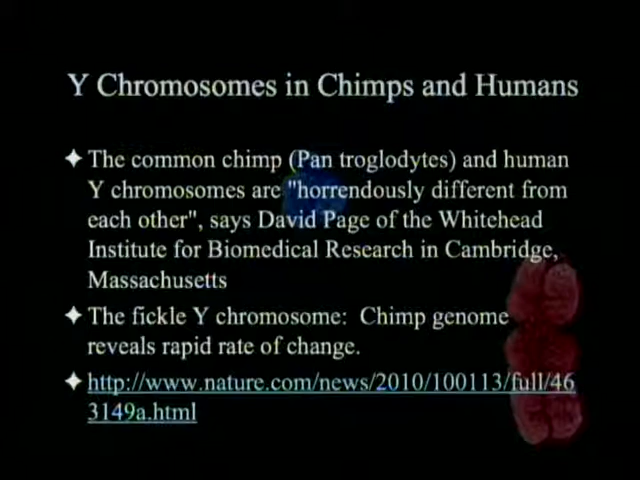 Y Chromosomes in Chimps and Humans
✦ The common chimp (Pan troglodytes) and human
Y chromosomes are "horrendously different from
each other", says David Page of the Whitehead
Institute for Biomedical Research in Cambridge,
Massachusetts
✦ The fickle Y chromosome:  Chimp genome
reveals rapid rate of change.
✦ http://www.nature.com/news/2010/100113/full/46
3149a.html